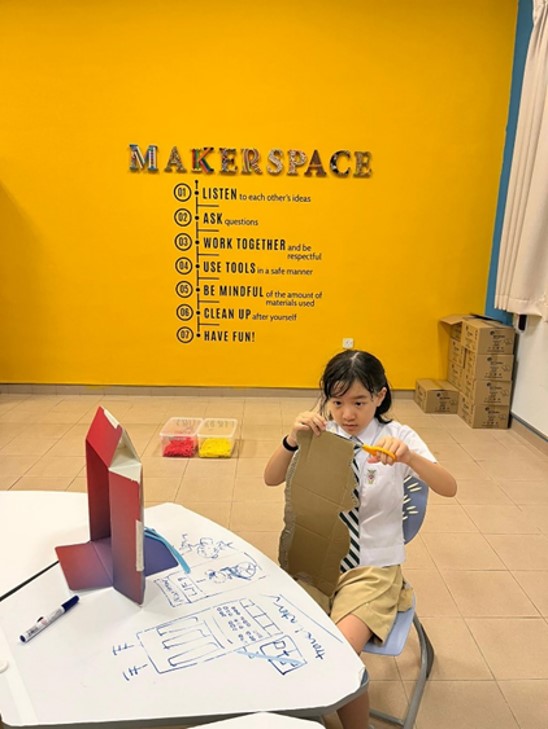 MAKERSPACE
01 LISTEN to each other's ideas
02 ASK questions
03 WORK TOGETHER and be
respectful
04 USE TOOLS in a safe manner
05 BE MINDFUL of the amount of
materials used
06 CLEAN UP after yourself
07 HAVE FUN!